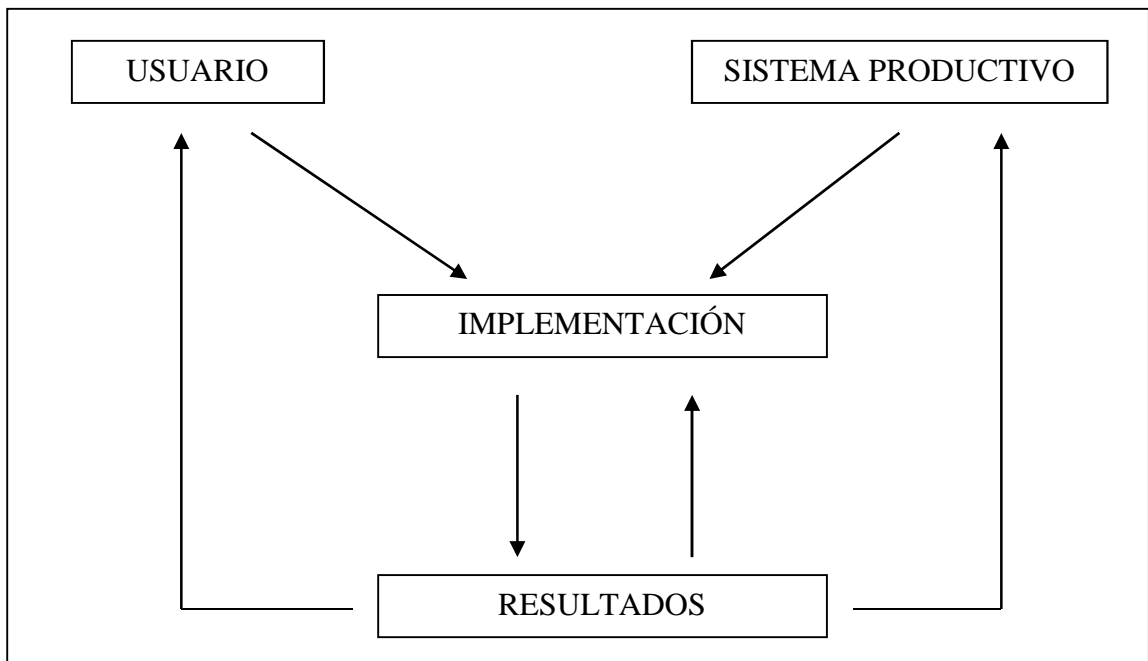 USUARIO
SISTEMA PRODUCTIVO
IMPLEMENTACIÓN
RESULTADOS